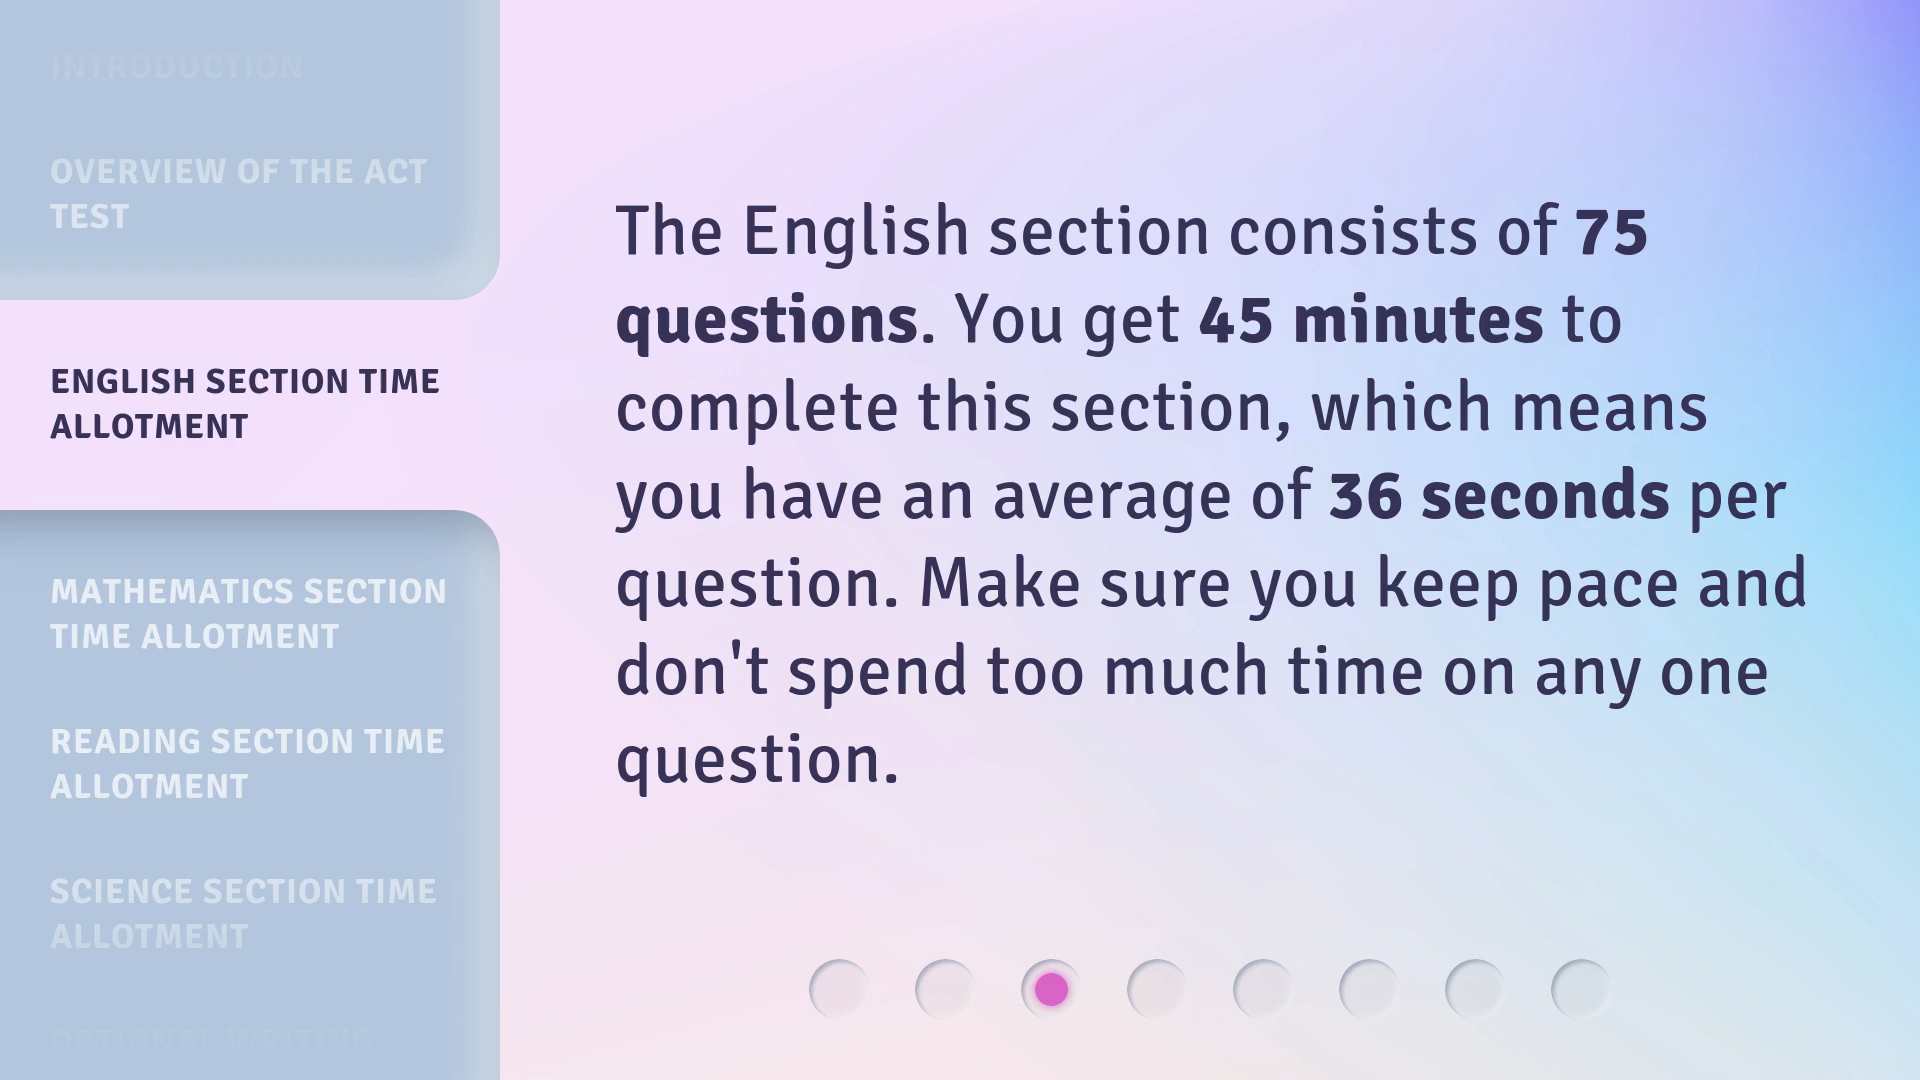 INTRODUCTION
OVERVIEW OF THE ACT
TEST
ENGLISH SECTION TIME
ALLOTMENT
MATHEMATICS SECTION
TIME ALLOTMENT
READING SECTION TIME
ALLOTMENT
SCIENCE SECTION TIME
ALLOTMENT
OPTIONAL WRITING
The English section consists of 75
questions. You get 45 minutes to
complete this section, which means
you have an average of 36 seconds per
question. Make sure you keep pace and
don't spend too much time on any one
question.